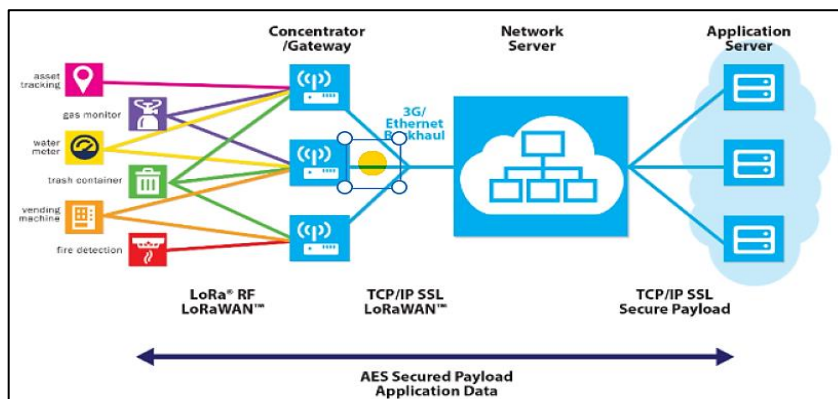 Concentrator
/Gateway
Network
Server
Application
Server
asset
tracking
gas monitor
water
meter
trash container
vending
machine
fire detection
3G/
Ethernet
Backhaul
LoRa® RF
LoRaWAN™
TCP/IP SSL
LoRaWAN™
TCP/IP SSL
Secure Payload
AES Secured Payload
Application Data